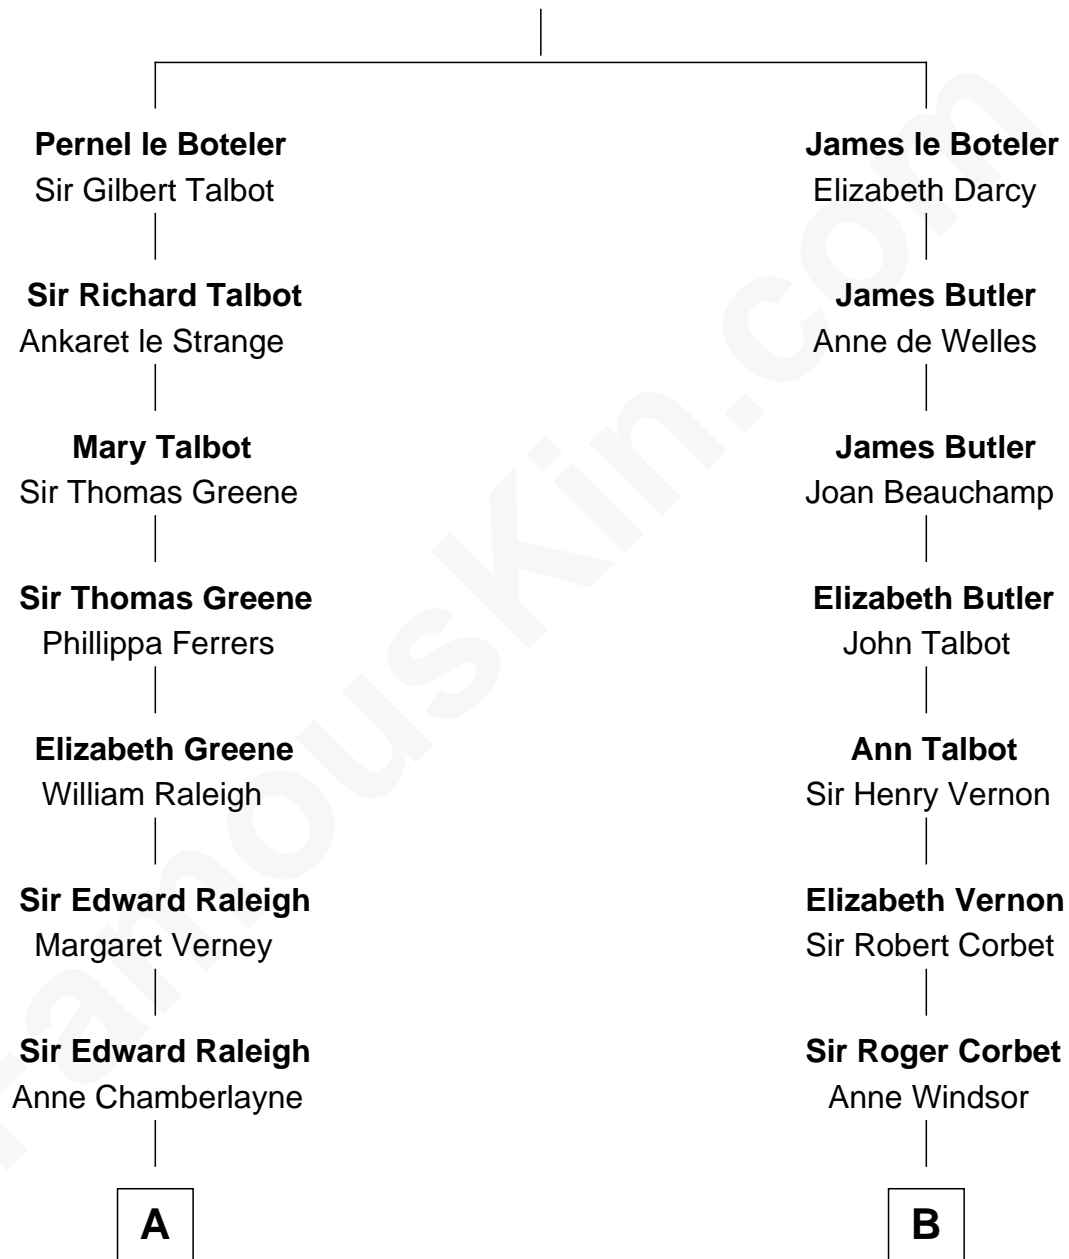 Pernel le Boteler
Sir Gilbert Talbot
Sir Richard Talbot
Ankaret le Strange
Mary Talbot
Sir Thomas Greene
Sir Thomas Greene
Phillippa Ferrers
Elizabeth Greene
William Raleigh
Sir Edward Raleigh
Margaret Verney
Sir Edward Raleigh
Anne Chamberlayne
A
James le Boteler
Elizabeth Darcy
James Butler
Anne de Welles
James Butler
Joan Beauchamp
Elizabeth Butler
John Talbot
Ann Talbot
Sir Henry Vernon
Elizabeth Vernon
Sir Robert Corbet
Sir Roger Corbet
Anne Windsor
B
FamousKin.com